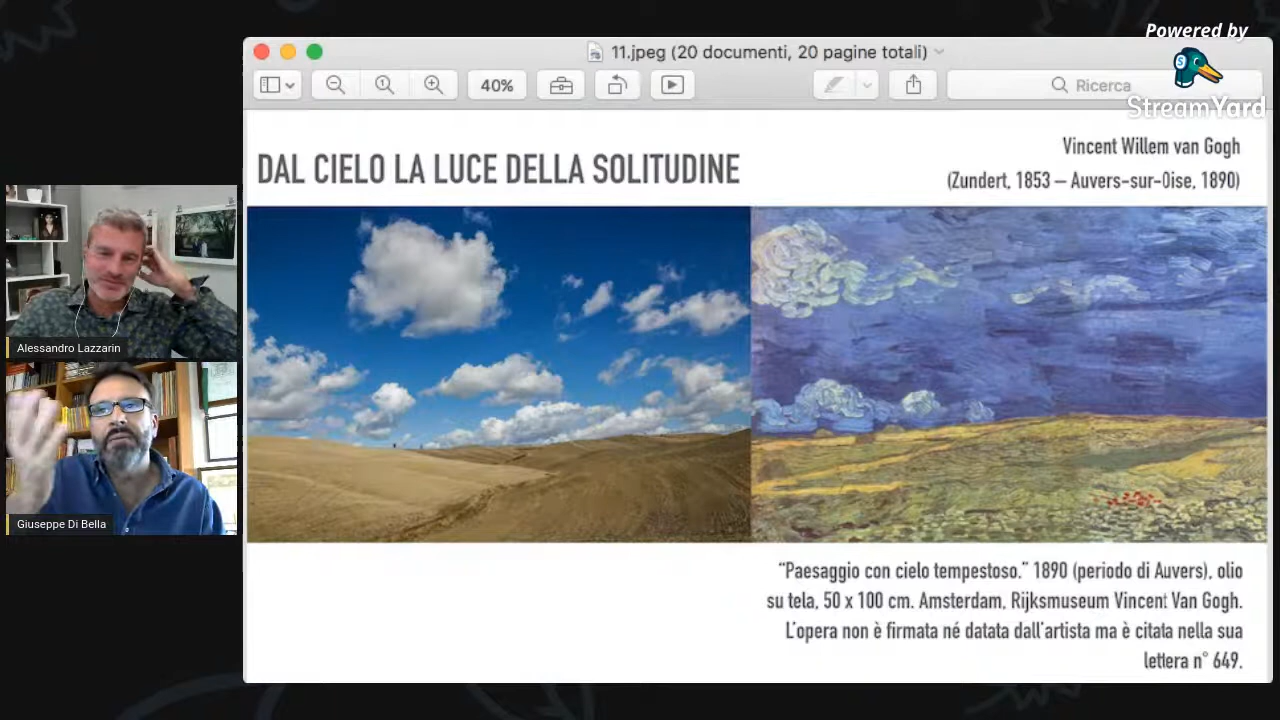 Powered by
StreamYard
11.jpeg (20 documenti, 20 pagine totali)
40%
Ricerca
DAL CIELO LA LUCE DELLA SOLITUDINE
Vincent Willem van Gogh
(Zundert, 1853 – Auvers-sur-Oise, 1890)
Alessandro Lazzarin
Giuseppe Di Bella
“Paesaggio con cielo tempestoso.” 1890 (periodo di Auvers), olio
su tela, 50 x 100 cm. Amsterdam, Rijksmuseum Vincent Van Gogh.
L'opera non è firmata né datata dall'artista ma è citata nella sua
lettera n° 649.